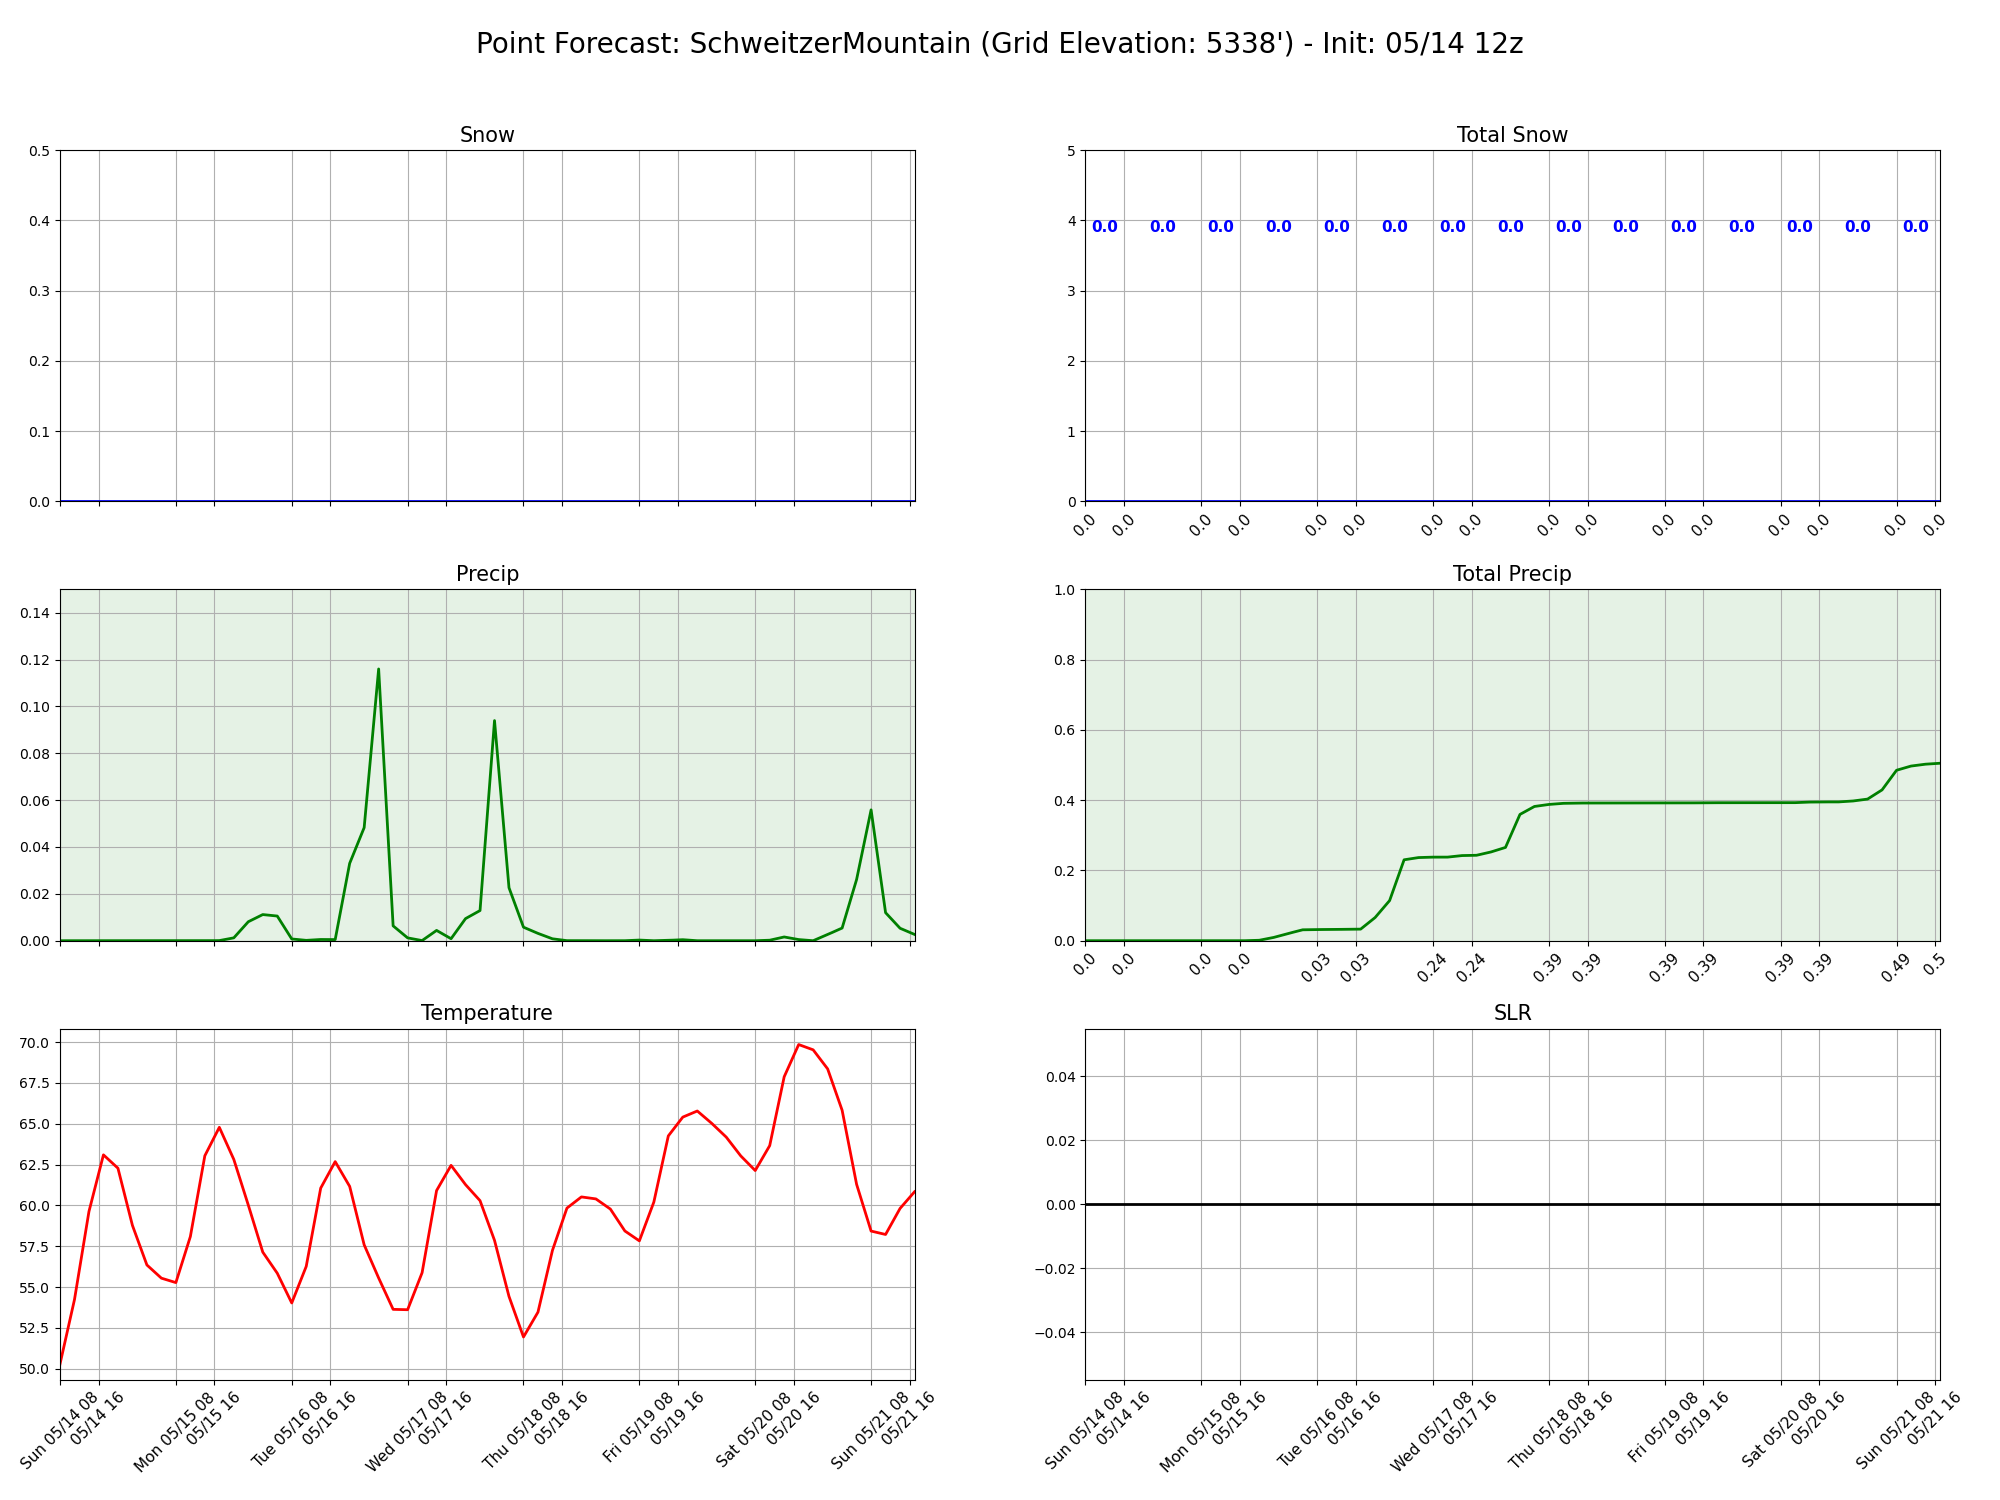 Point Forecast: SchweitzerMountain (Grid Elevation: 5338') - Init: 05/14 12z
Snow
0.5
0.4
0.3
0.2
0.1
0.0
Total Snow
5
4
3
2
1
0
0.0 0.0 0.0 0.0 0.0 0.0 0.0 0.0 0.0 0.0 0.0 0.0 0.0 0.0 0.0
0.0 0.0 0.0 0.0 0.0 0.0 0.0 0.0 0.0 0.0 0.0 0.0 0.0 0.0 0.0 0.0
Precip
0.14
0.12
0.10
0.08
0.06
0.04
0.02
0.00
Total Precip
1.0
0.8
0.6
0.4
0.2
0.0
0.0 0.0 0.0 0.0 0.03 0.03 0.24 0.24 0.39 0.39 0.39 0.39 0.39 0.39 0.49 0.5
Temperature
70.0
67.5
65.0
62.5
60.0
57.5
55.0
52.5
50.0
Sun 05/14 08
05/14 16
Mon 05/15 08
05/15 16
Tue 05/16 08
05/16 16
Wed 05/17 08
05/17 16
Thu 05/18 08
05/18 16
Fri 05/19 08
05/19 16
Sat 05/20 08
05/20 16
Sun 05/21 08
05/21 16
SLR
0.04
0.02
0.00
−0.02
−0.04
Sun 05/14 08
05/14 16
Mon 05/15 08
05/15 16
Tue 05/16 08
05/16 16
Wed 05/17 08
05/17 16
Thu 05/18 08
05/18 16
Fri 05/19 08
05/19 16
Sat 05/20 08
05/20 16
Sun 05/21 08
05/21 16